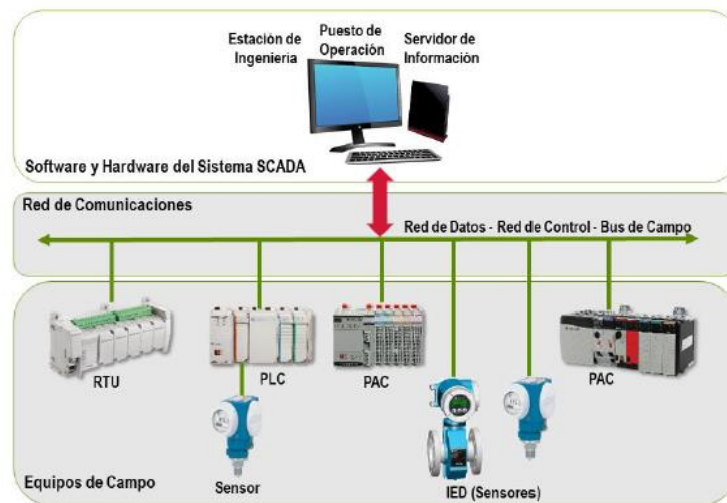 Estación de
Ingeniería
Puesto de
Operación
Servidor de
Información
Software y Hardware del Sistema SCADA
Red de Comunicaciones
Red de Datos - Red de Control - Bus de Campo
RTU
PLC
PAC
PAC
Sensor
IED (Sensores)
Equipos de Campo